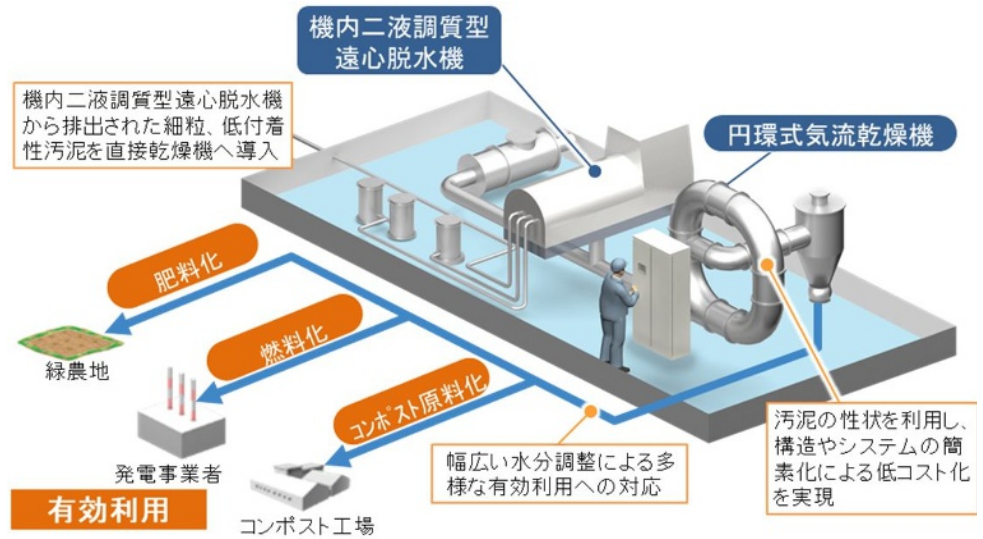 機内二液調質型
遠心脱水機
機内二液調質型遠心脱水機
から排出された細粒、低付着
性汚泥を直接乾燥機へ導入
円環式気流乾燥機
肥料化
緑農地
燃料化
発電事業者
コンポスト原料化
コンポスト工場
有効利用
幅広い水分調整による多
様な有効利用への対応
汚泥の性状を利用し、
構造やシステムの簡
素化による低コスト化
を実現